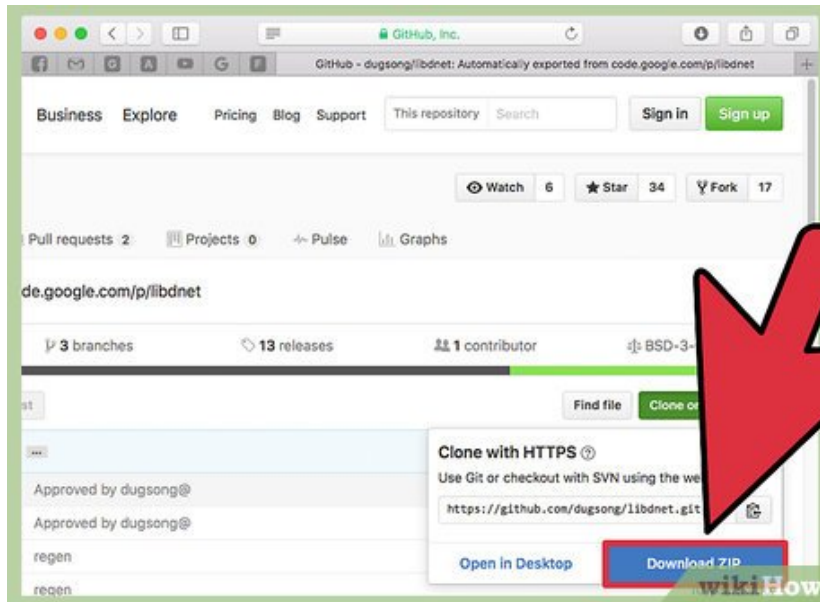 GitHub, Inc.
GitHub - dugsong/libdnet: Automatically exported from code.google.com/p/libdnet
Business Explore Pricing Blog Support This repository Search Sign in Sign up
Watch 6 Star 34 Fork 17
Pull requests 2 Projects 0 Pulse Graphs
de.google.com/p/libdnet
3 branches 13 releases 1 contributor BSD-3-
st Find file Clone or
Clone with HTTPS
Use Git or checkout with SVN using the we
Approved by dugsong@
https://github.com/dugsong/libdnet.git
Approved by dugsong@
regen
Open in Desktop Download ZIP
regen
wikiHow